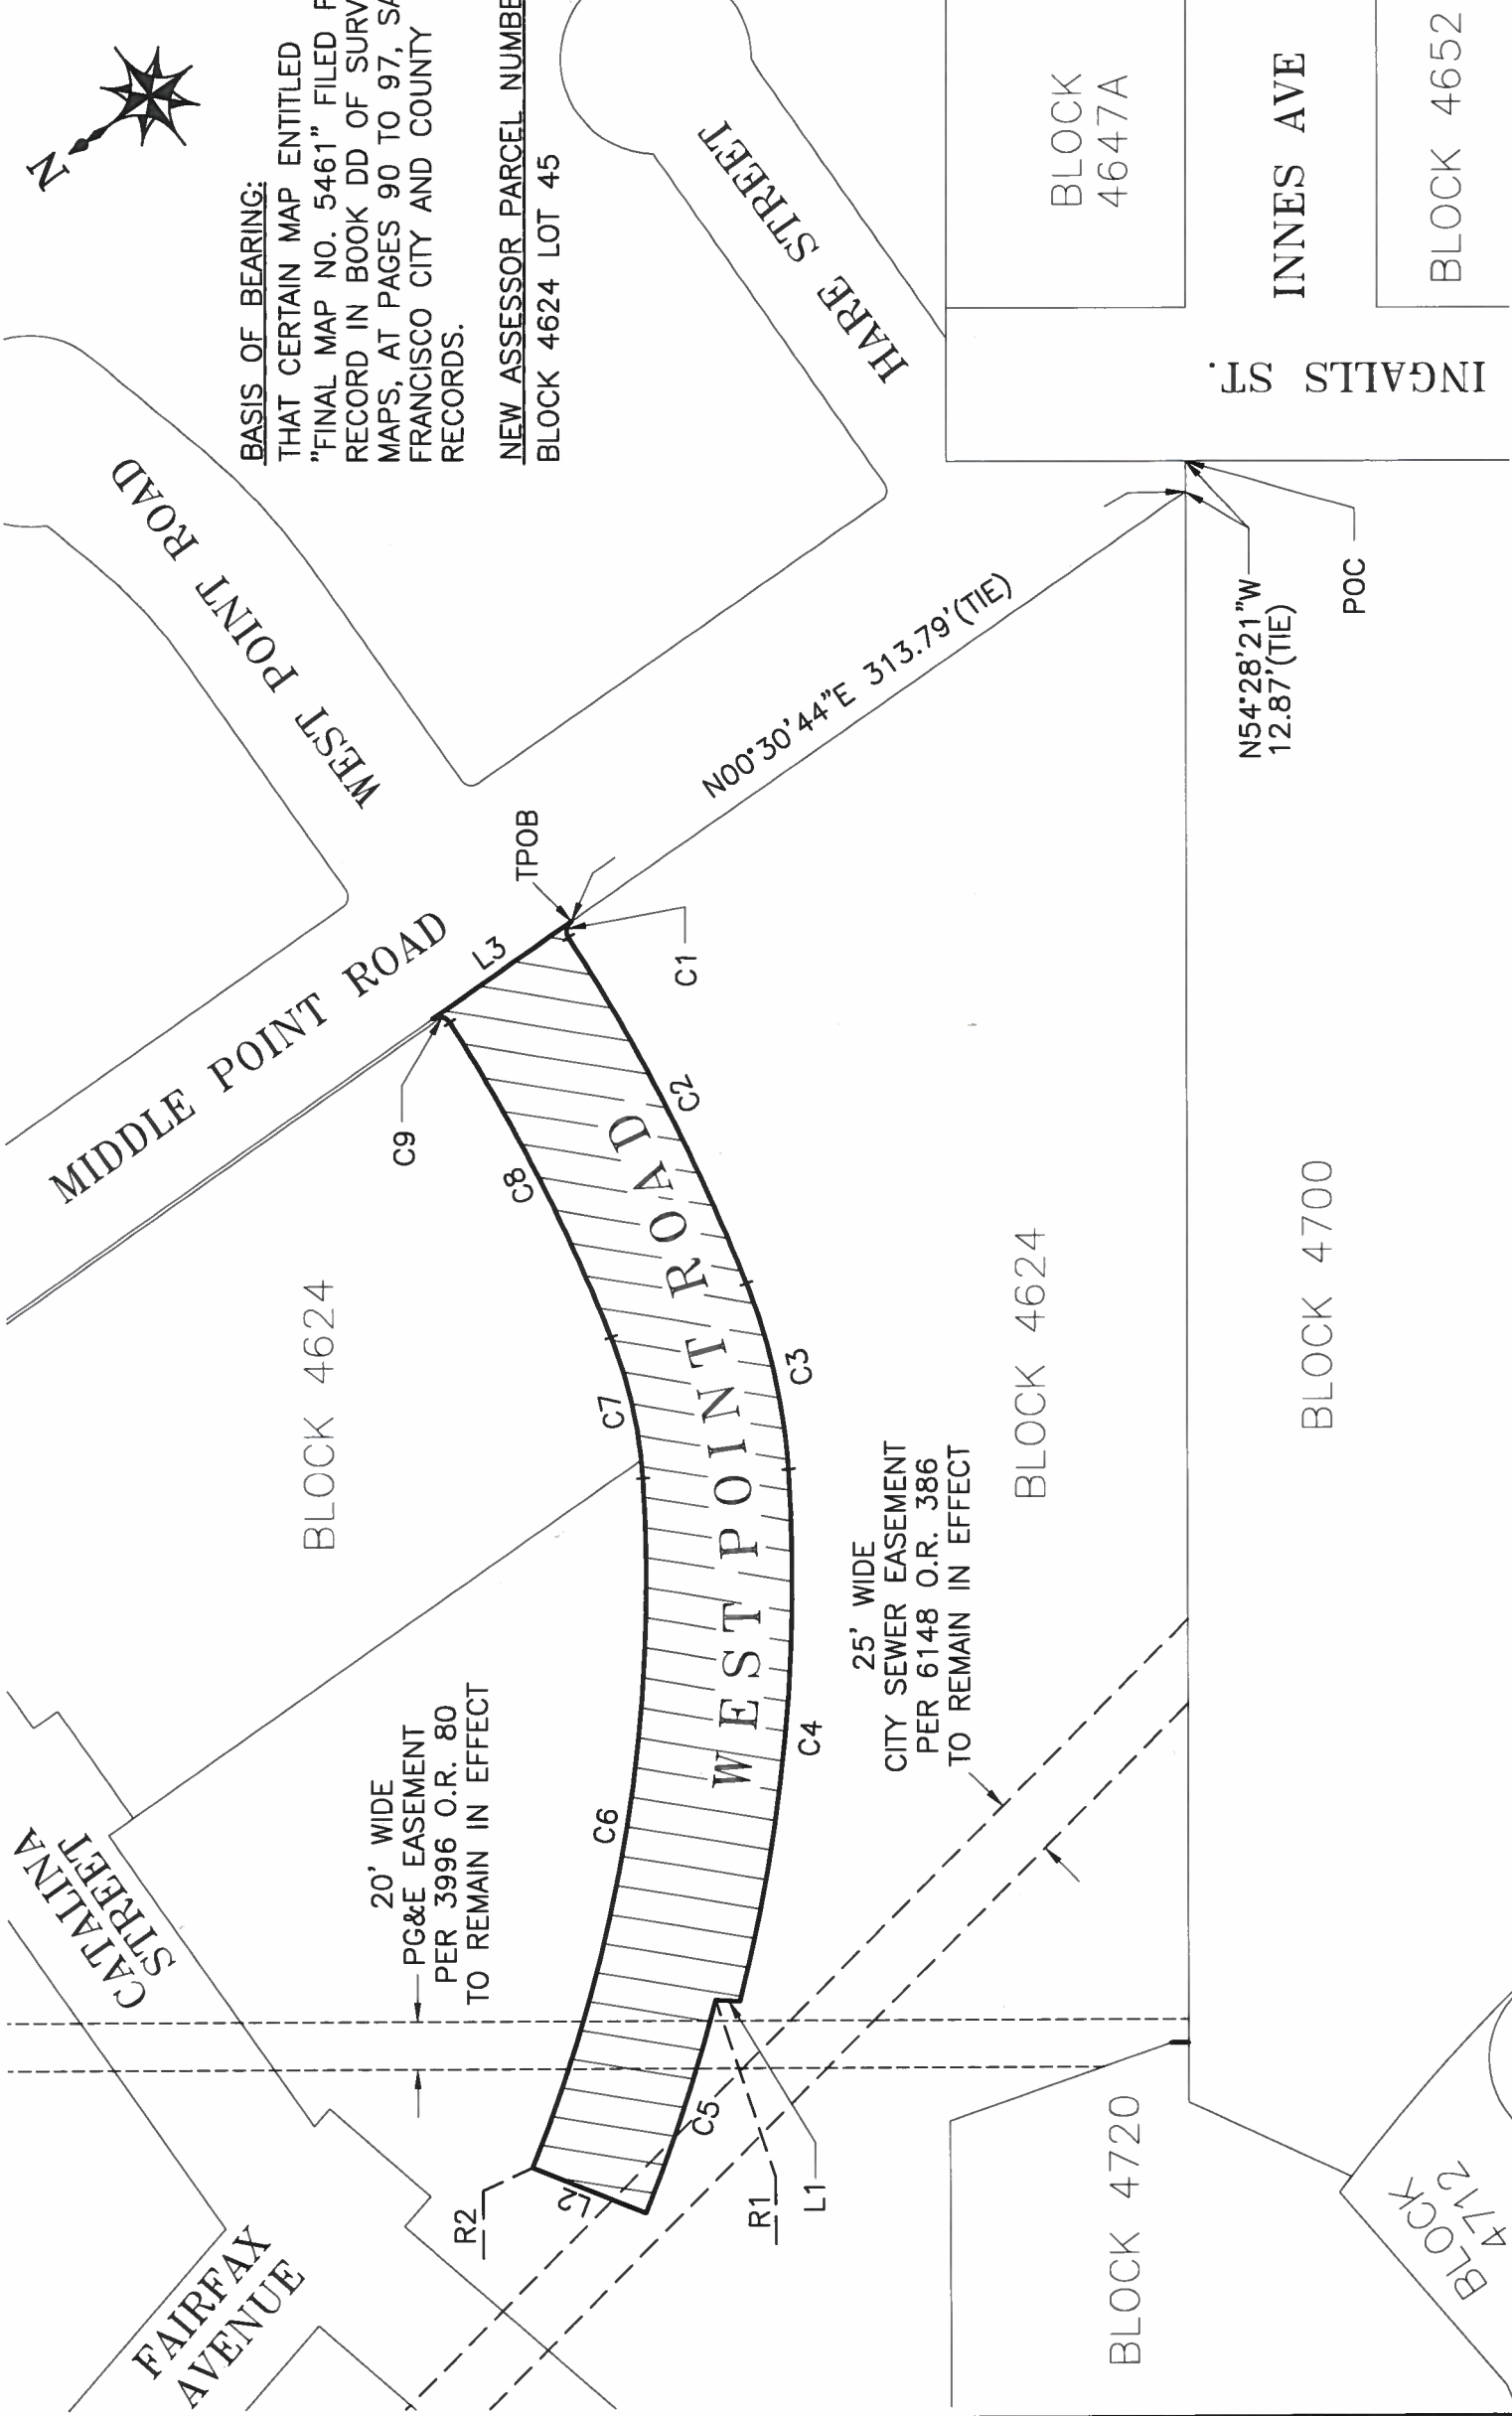 N
BASIS OF BEARING:
THAT CERTAIN MAP ENTITLED
"FINAL MAP NO. 5461" FILED F
RECORD IN BOOK DD OF SURV
MAPS, AT PAGES 90 TO 97, SA
FRANCISCO CITY AND COUNTY
RECORDS.
NEW ASSESSOR PARCEL NUMBE
BLOCK 4624 LOT 45
WEST POINT ROAD
HARE STREET
BLOCK
4647A
INNES AVE
BLOCK 4652
INGALLS ST.
MIDDLE POINT ROAD
L3
TPOB
C1
N00°30'44"E 313.79'(TIE)
N54°28'21"W
12.87'(TIE)
POC
C9
C8
C2
C7
C3
WEST POINT ROAD
BLOCK 4624
BLOCK 4624
BLOCK 4700
25' WIDE
CITY SEWER EASEMENT
PER 6148 O.R. 386
TO REMAIN IN EFFECT
20' WIDE
PG&E EASEMENT
PER 3996 O.R. 80
TO REMAIN IN EFFECT
C6
C4
CATALINA
STREET
C5
R2
L2
R1
L1
FAIRFAX
AVENUE
BLOCK 4720
BLOCK
4712